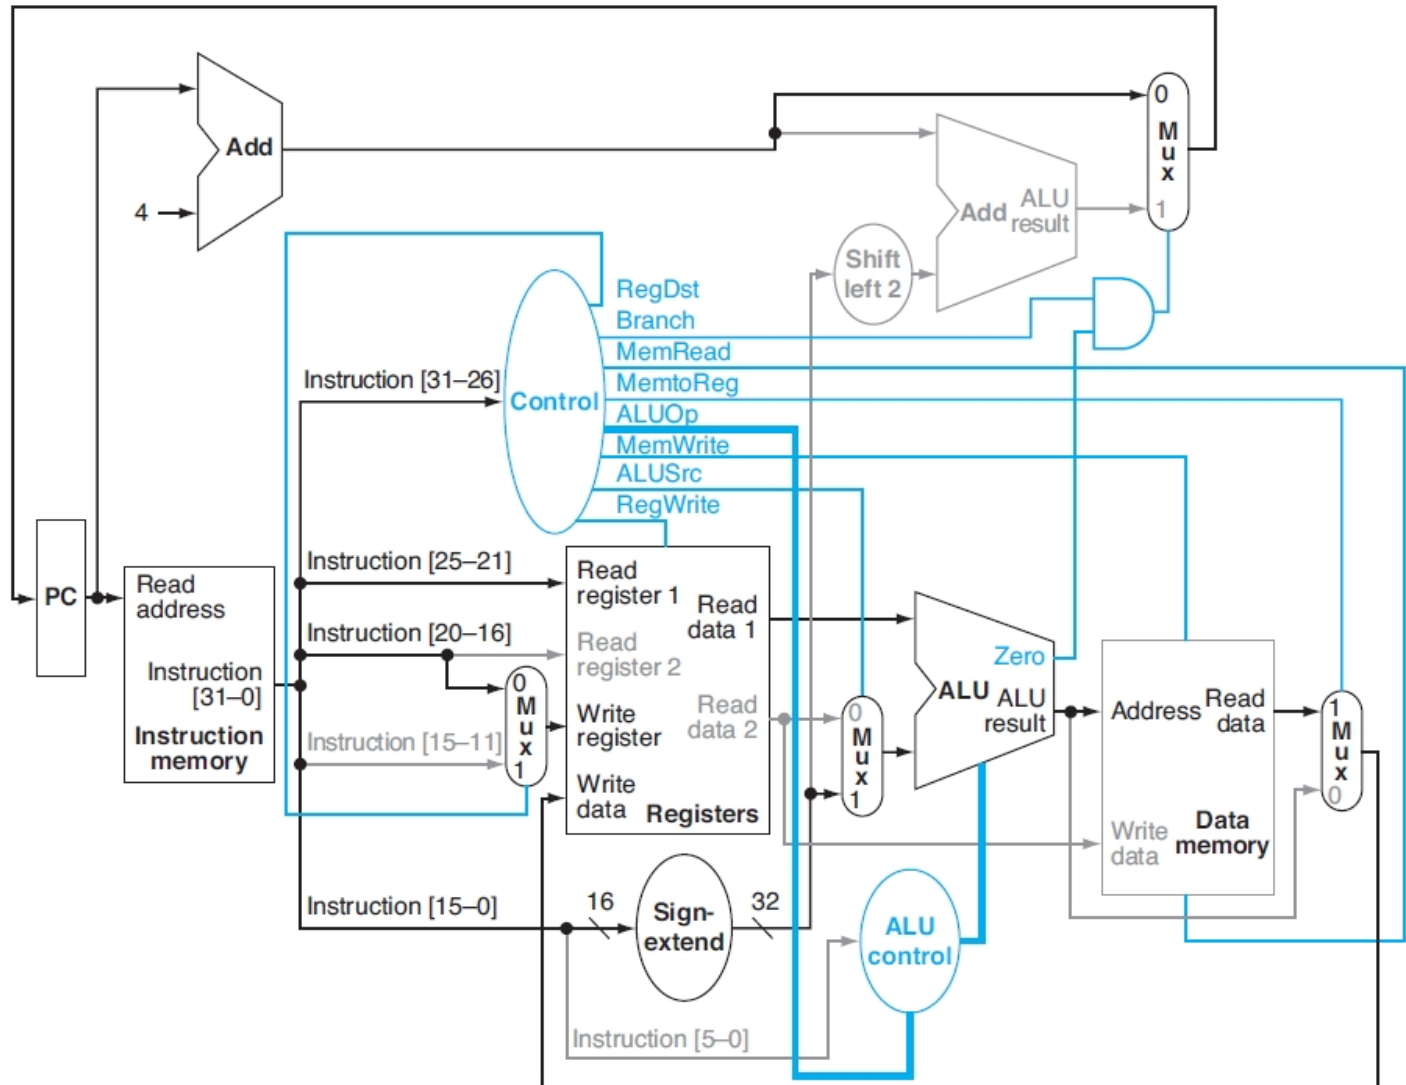 0
M
u
x
1
Add
4
Add
ALU
result
Shift
left 2
RegDst
Branch
MemRead
MemtoReg
ALUOp
MemWrite
ALUSrc
RegWrite
Control
Instruction [31–26]
Instruction [25–21]
Instruction [20–16]
Instruction [15–11]
Instruction [15–0]
Instruction [5–0]
PC
Read
address
Instruction
[31–0]
Instruction
memory
0
M
u
x
1
Read
register 1
Read
register 2
Write
register
Write
data
Read
data 1
Read
data 2
Registers
16
Sign-
extend
32
0
M
u
x
1
Zero
ALU
ALU
result
ALU
control
Address
Read
data
Write
data
Data
memory
1
M
u
x
0